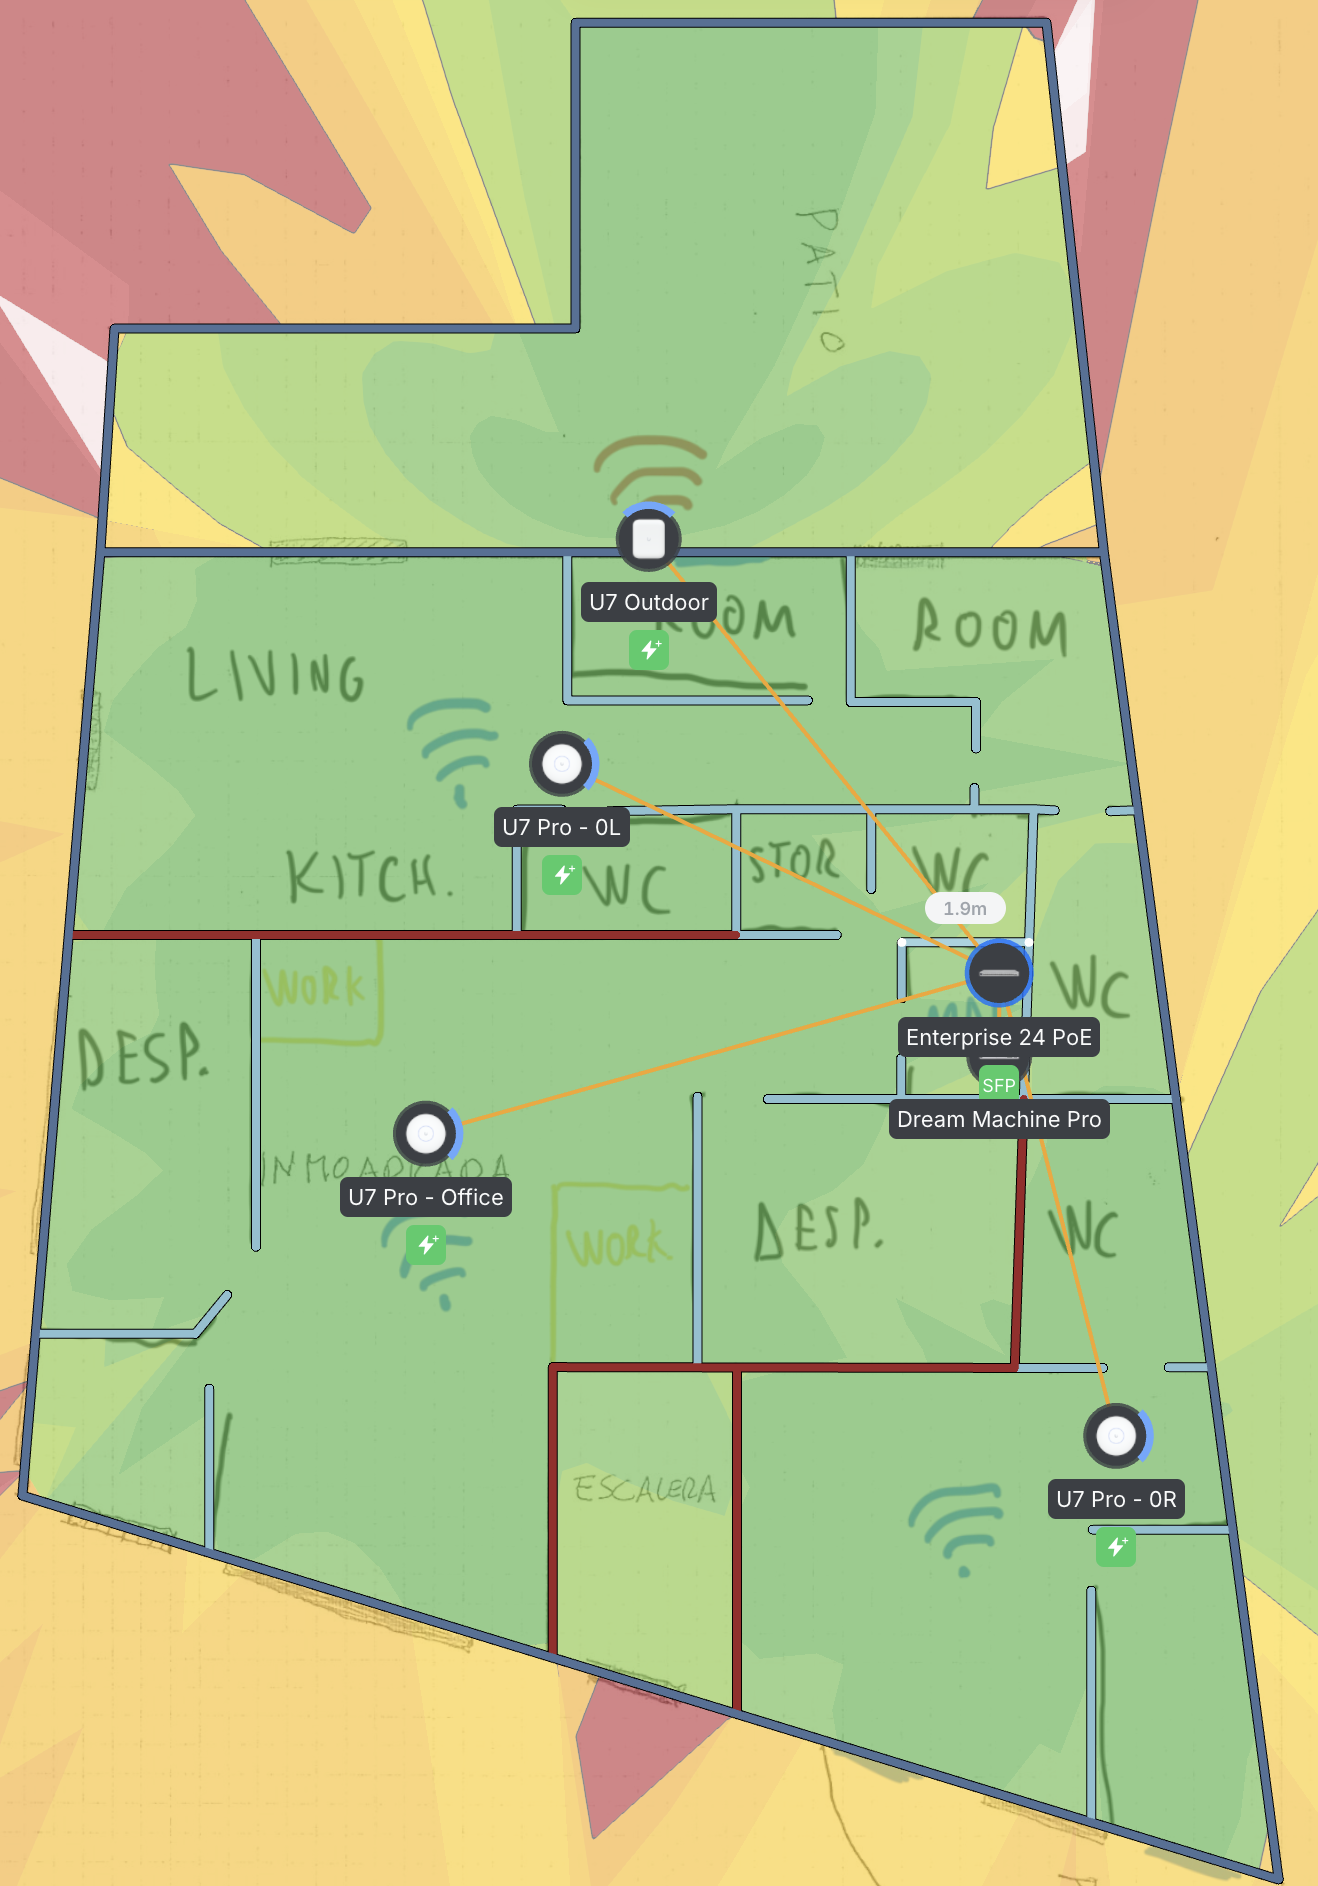 PATIO
U7 Outdoor
ROOM
ROOM
LIVING
U7 Pro - 0L
KITCH.
WC
STOR
WC
1.9m
WORK
WC
DESP.
Enterprise 24 PoE
SFP
Dream Machine Pro
U7 Pro - Office
WORK
DESP.
WC
ESCALERA
U7 Pro - 0R